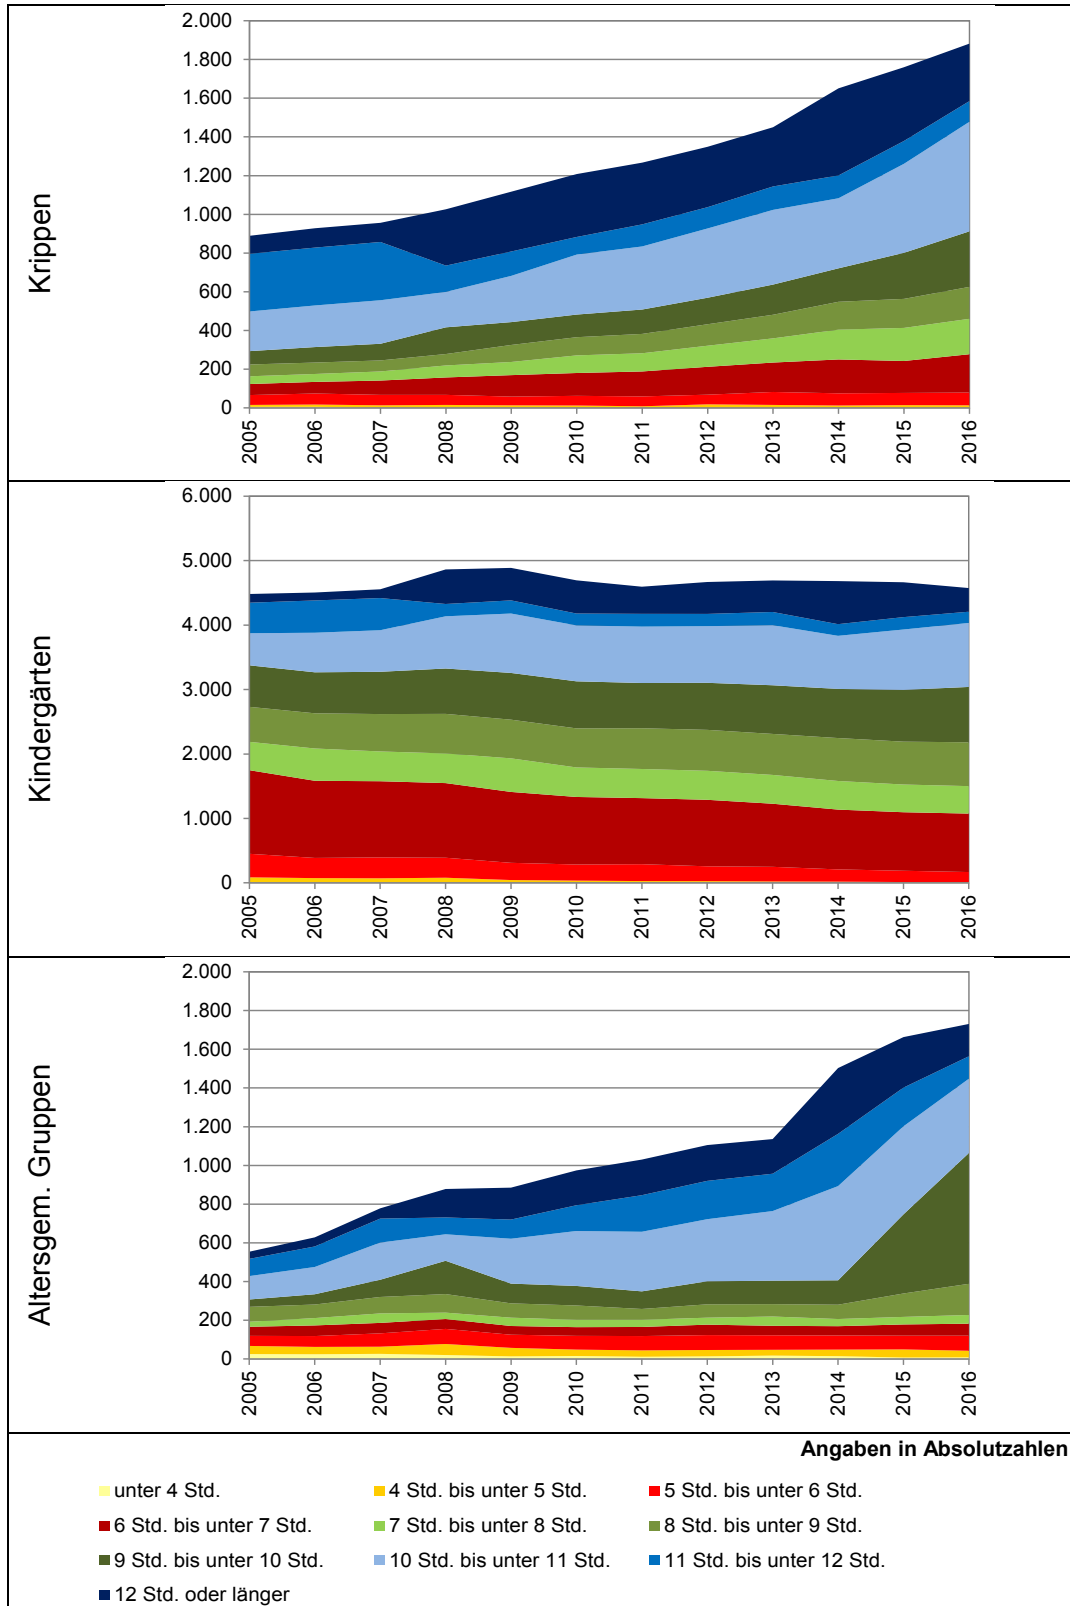 Krippen
2.000
1.800
1.600
1.400
1.200
1.000
800
600
400
200
0
2005 2006 2007 2008 2009 2010 2011 2012 2013 2014 2015 2016
Kindergärten
6.000
5.000
4.000
3.000
2.000
1.000
0
2005 2006 2007 2008 2009 2010 2011 2012 2013 2014 2015 2016
Altersgem. Gruppen
2.000
1.800
1.600
1.400
1.200
1.000
800
600
400
200
0
2005 2006 2007 2008 2009 2010 2011 2012 2013 2014 2015 2016
Angaben in Absolutzahlen
unter 4 Std. 4 Std. bis unter 5 Std. 5 Std. bis unter 6 Std.
6 Std. bis unter 7 Std. 7 Std. bis unter 8 Std. 8 Std. bis unter 9 Std.
9 Std. bis unter 10 Std. 10 Std. bis unter 11 Std. 11 Std. bis unter 12 Std.
12 Std. oder länger